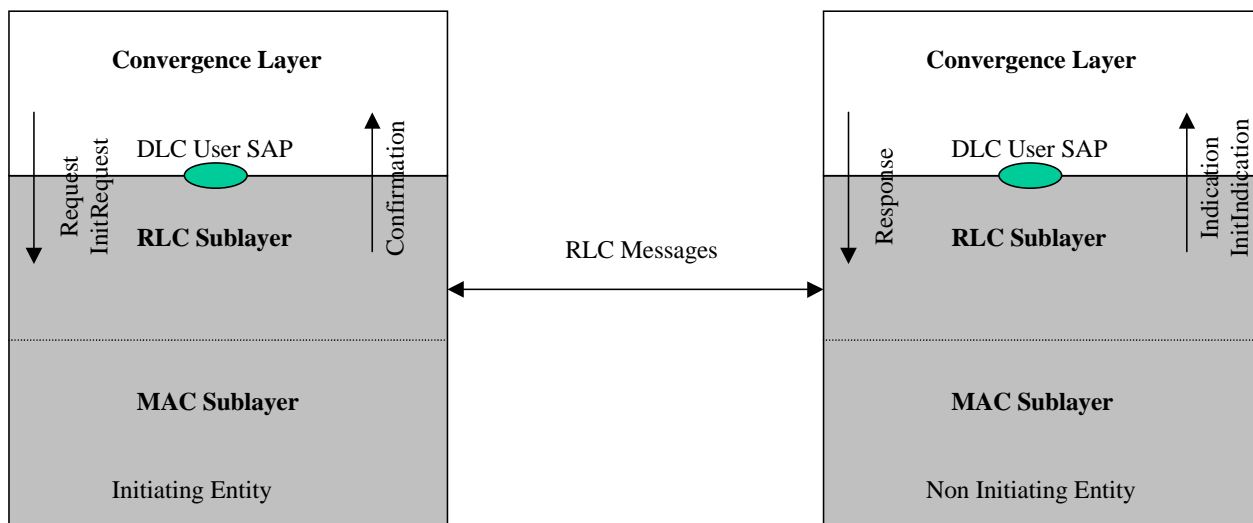 Convergence Layer
DLC User SAP
Request
InitRequest
Confirmation
RLC Sublayer
MAC Sublayer
Initiating Entity
RLC Messages
Convergence Layer
DLC User SAP
Response
Indication
InitIndication
RLC Sublayer
MAC Sublayer
Non Initiating Entity